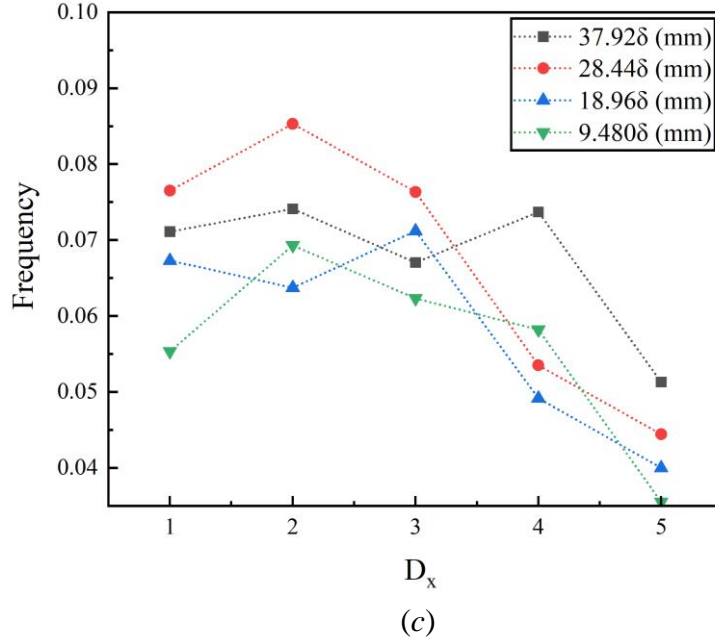 0.10
0.09
0.08
0.07
0.06
0.05
0.04
Frequency
37.92δ (mm)
28.44δ (mm)
18.96δ (mm)
9.480δ (mm)
1 2 3 4 5
Dx
(c)